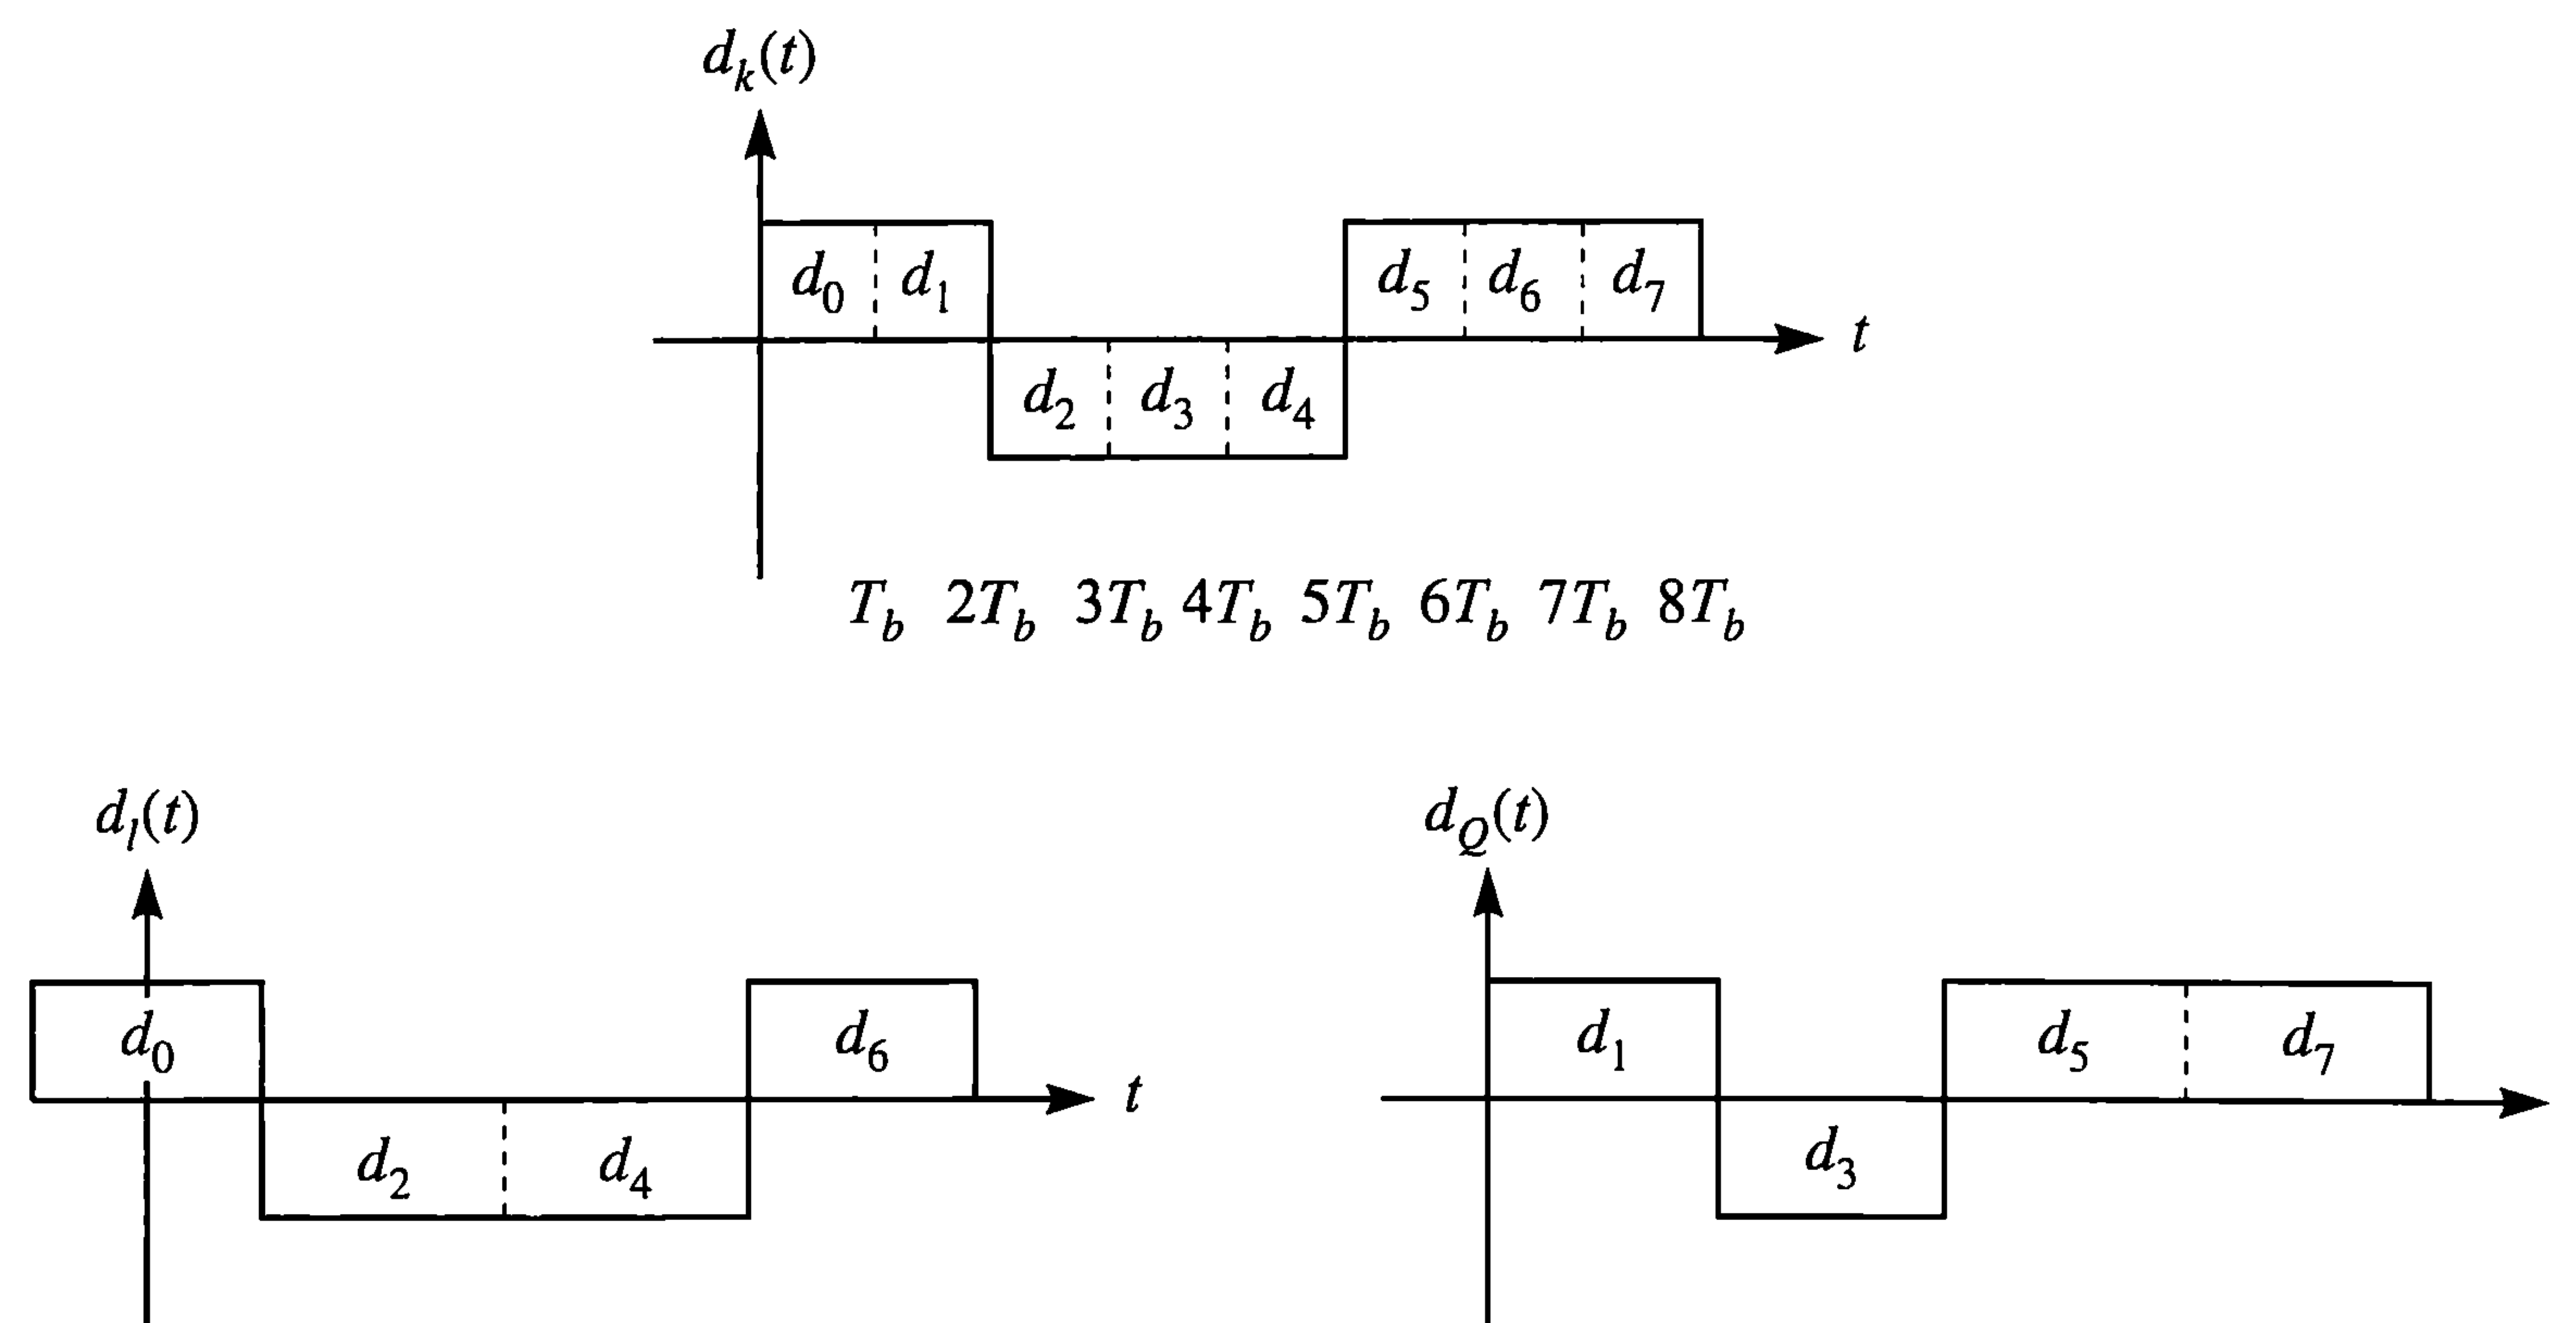 d_k(t)
d_0 d_1 d_5 d_6 d_7
t
d_2 d_3 d_4
T_b 2T_b 3T_b 4T_b 5T_b 6T_b 7T_b 8T_b
d_I(t) d_Q(t)
d_0 d_6 d_1 d_5 d_7
t
d_2 d_4 d_3